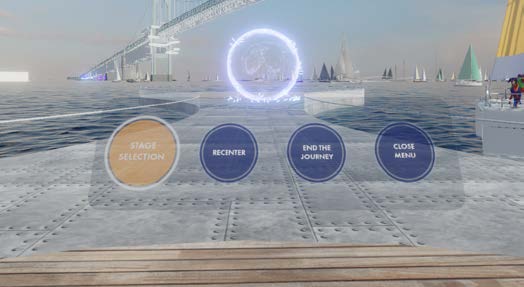 STAGE
SELECTION
RECENTER
END THE
JOURNEY
CLOSE
MENU